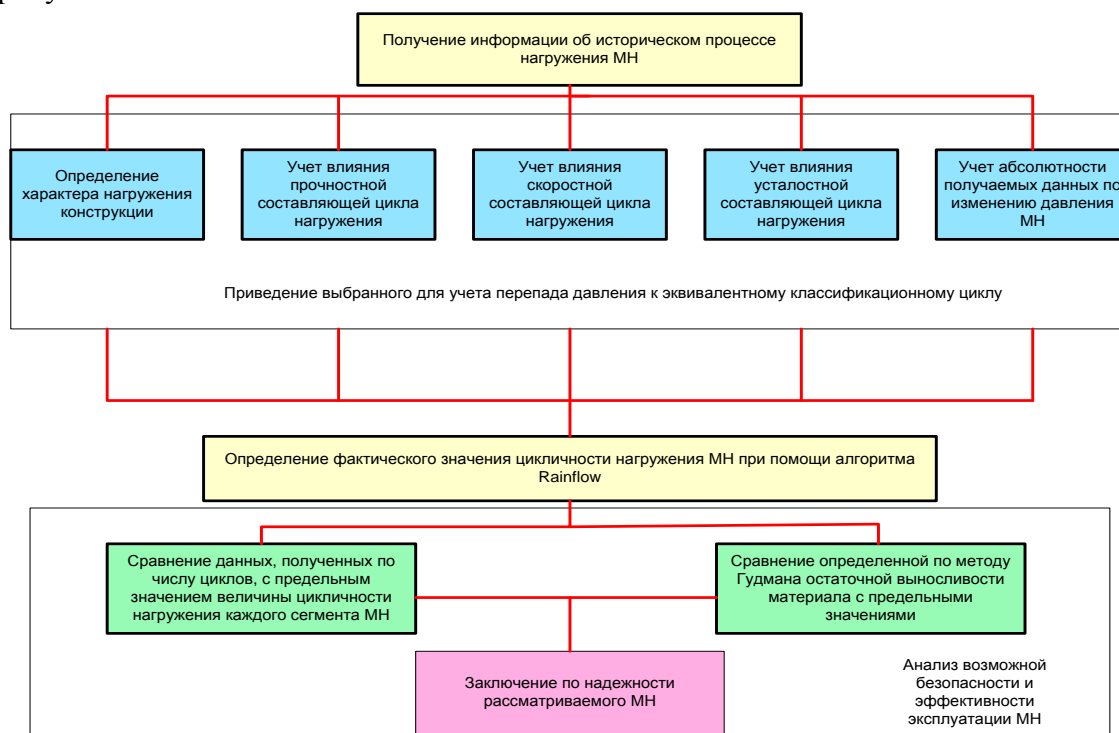 Получение информации об историческом процессе
нагружения МН
Определение
характера нагружения
конструкции
Учет влияния
прочностной
составляющей цикла
нагружения
Учет влияния
скоростной
составляющей цикла
нагружения
Учет влияния
усталостной
составляющей цикла
нагружения
Учет абсолютности
получаемых данных по
изменению давления
МН
Приведение выбранного для учета перепада давления к эквивалентному классификационному циклу
Определение фактического значения цикличности нагружения МН при помощи алгоритма
Rainflow
Сравнение данных, полученных по
числу циклов, с предельным
значением величины цикличности
нагружения каждого сегмента МН
Сравнение определенной по методу
Гудмана остаточной выносливости
материала с предельными
значениями
Заключение по надежности
рассматриваемого МН
Анализ возможной
безопасности и
эффективности
эксплуатации МН